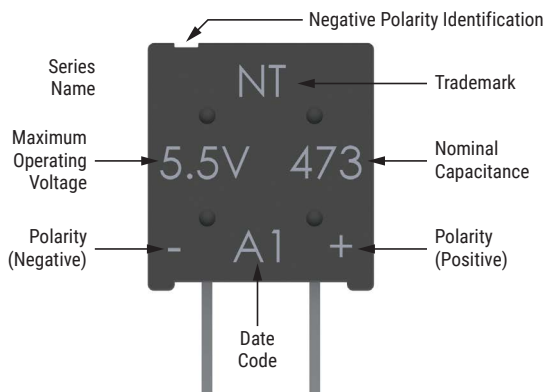 Negative Polarity Identification
Series
Name
NT
Trademark
Maximum
Operating
Voltage
5.5V
473
Nominal
Capacitance
Polarity
(Negative)
-
A1
+
Polarity
(Positive)
Date
Code